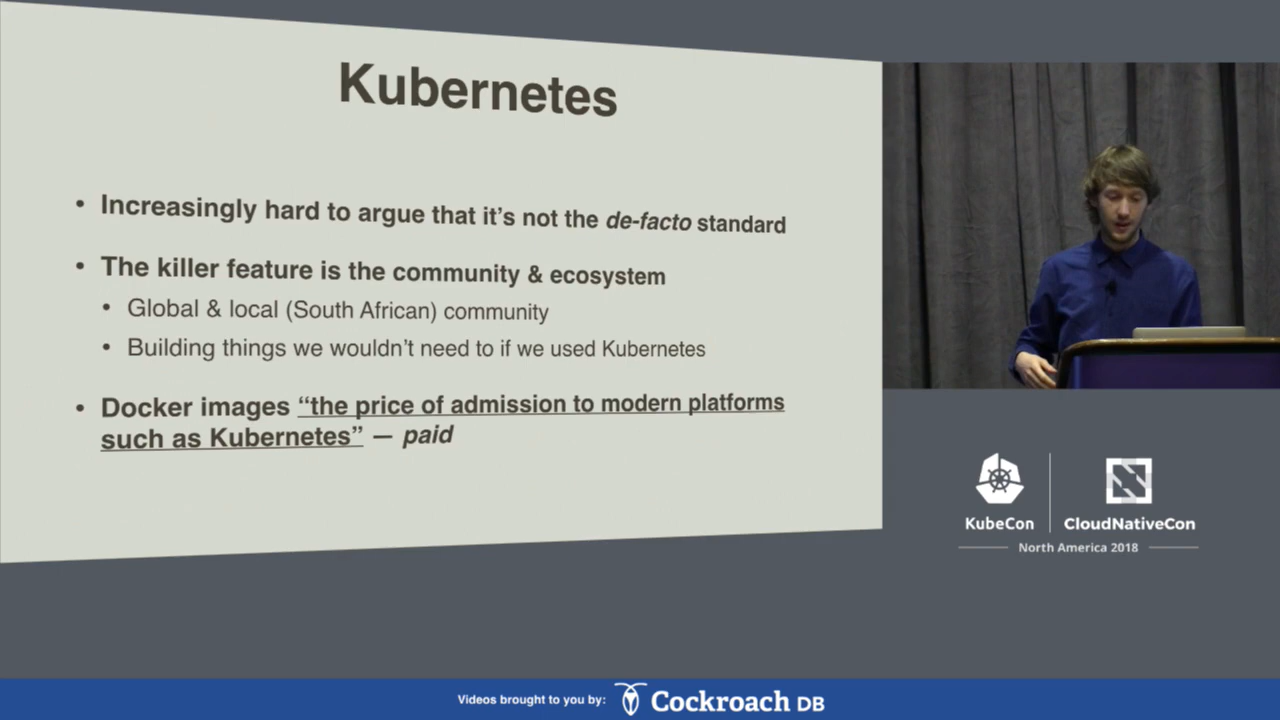 Kubernetes
• Increasingly hard to argue that it's not the de-facto standard
• The killer feature is the community & ecosystem
• Global & local (South African) community
• Building things we wouldn't need to if we used Kubernetes
• Docker images “the price of admission to modern platforms
such as Kubernetes” — paid
KubeCon
CloudNativeCon
North America 2018
Videos brought to you by:
Cockroach DB